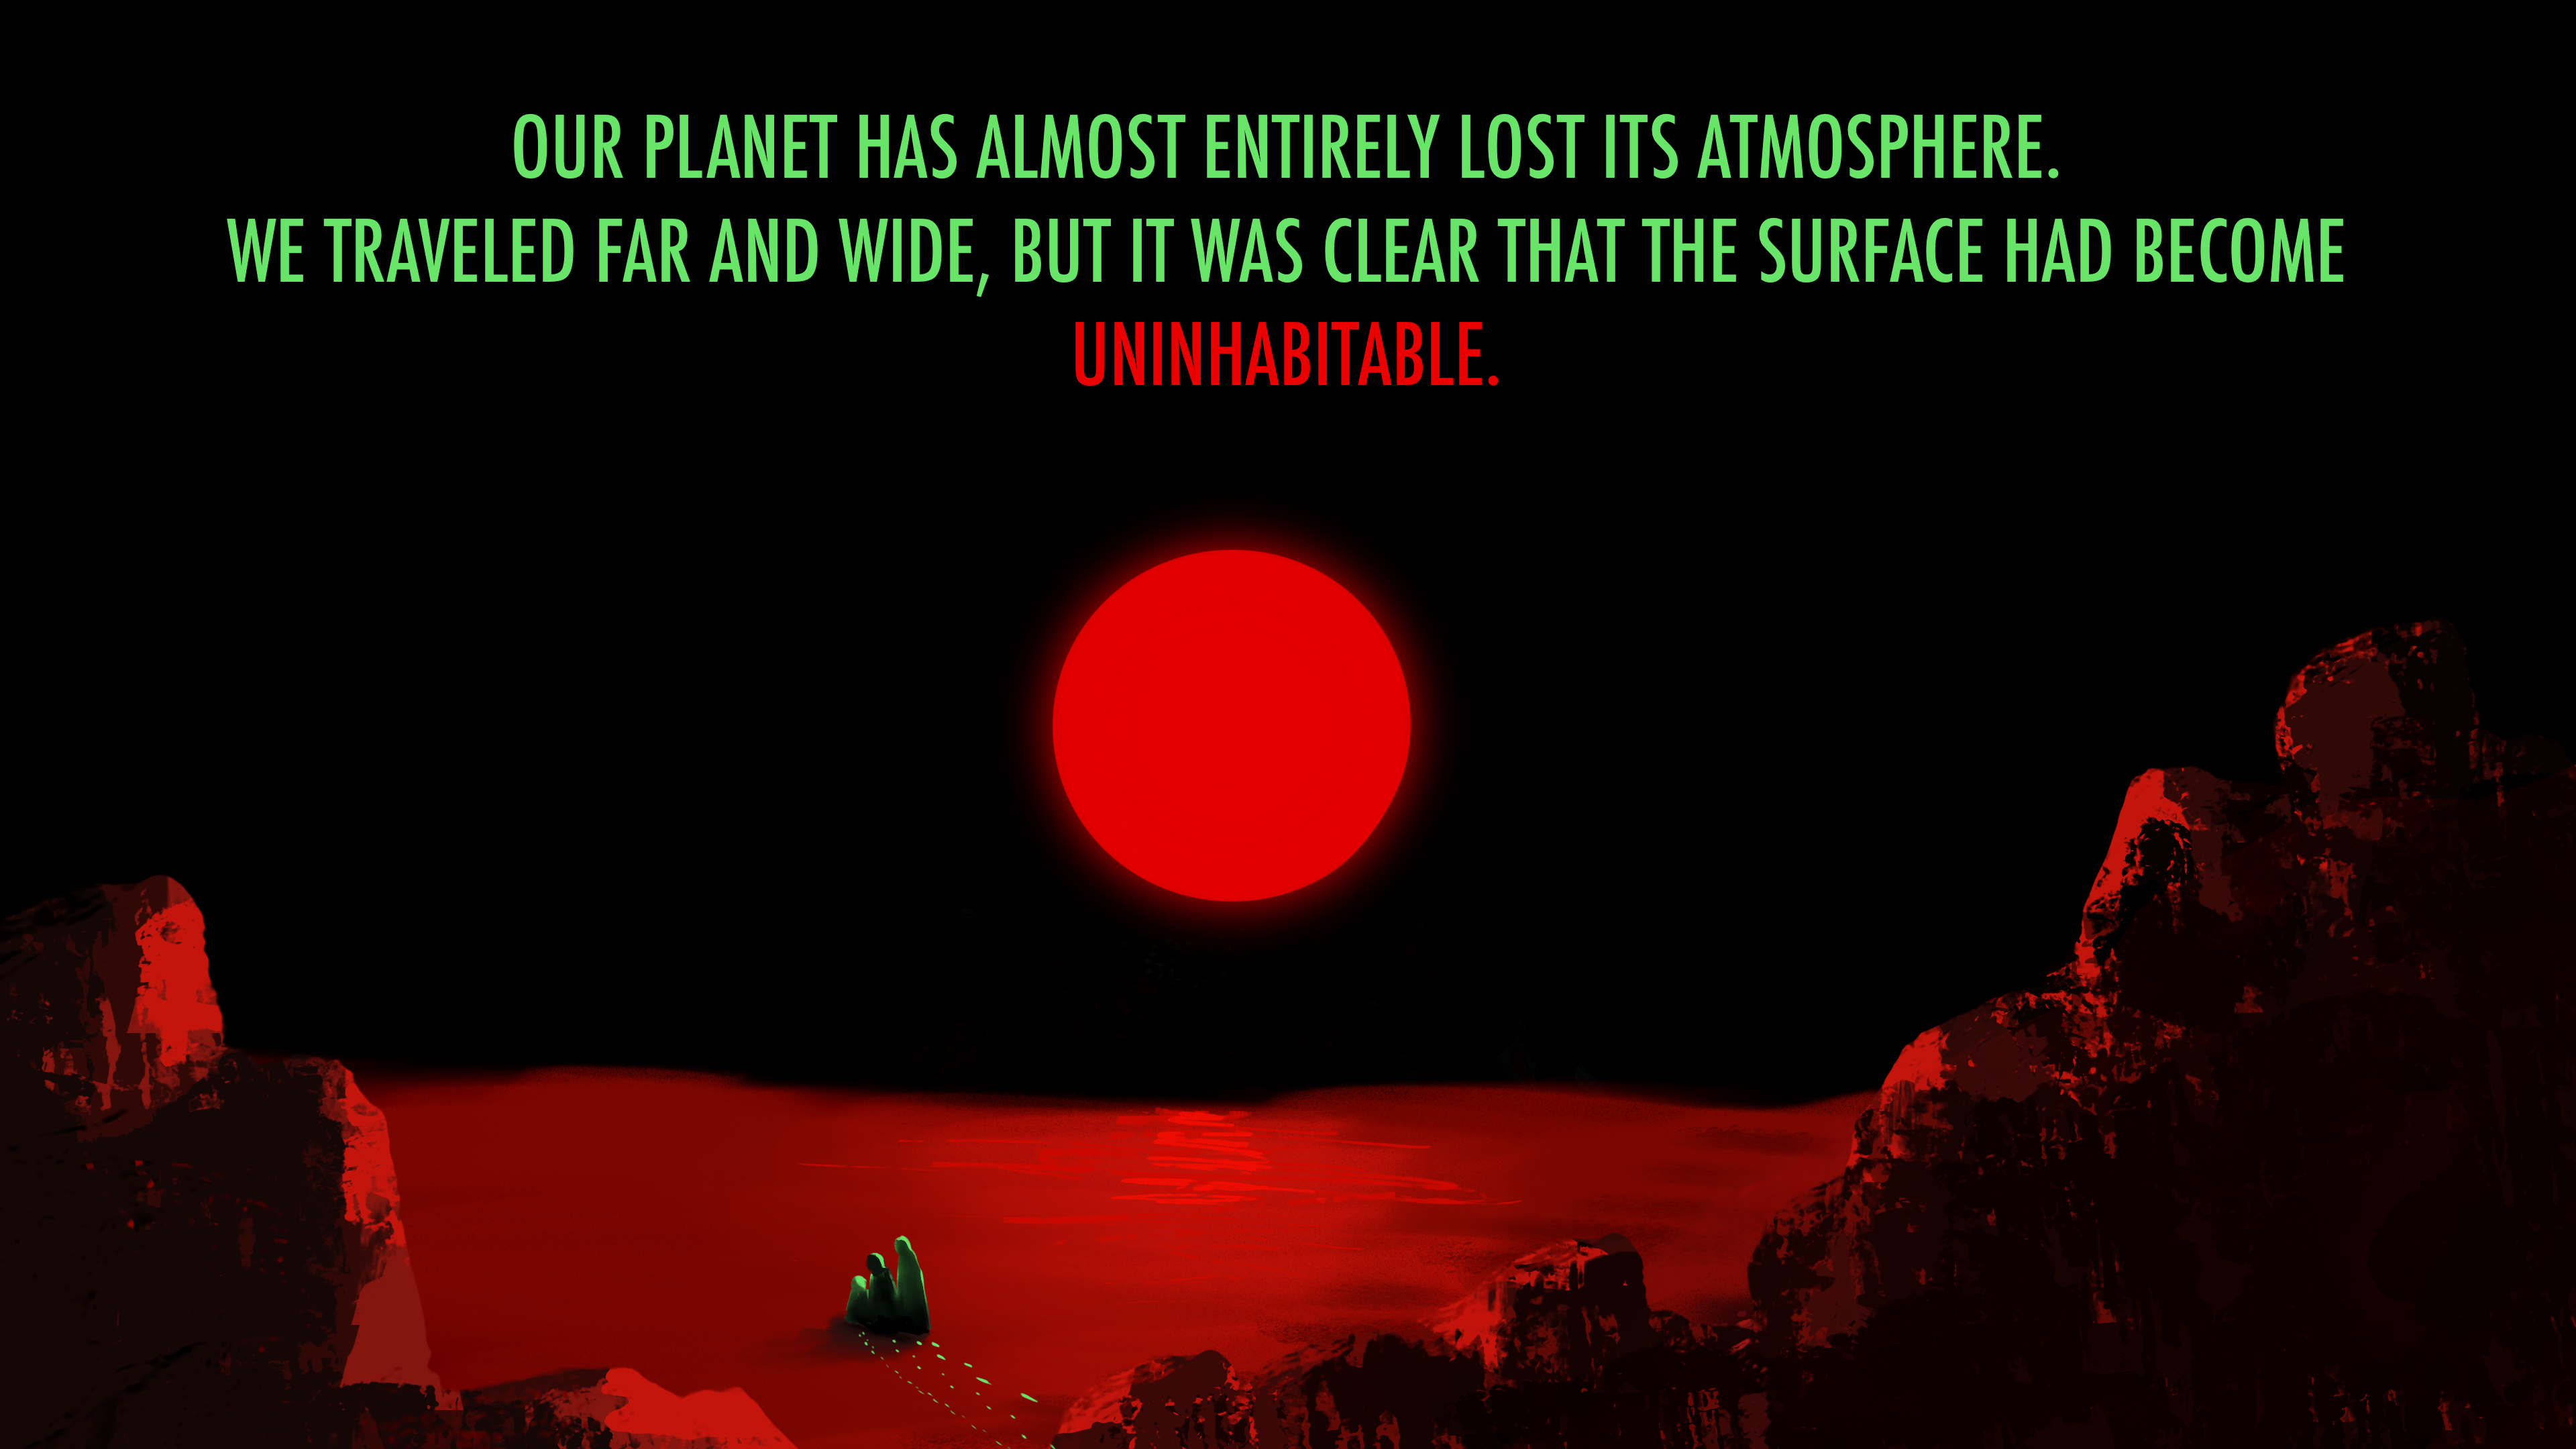 OUR PLANET HAS ALMOST ENTIRELY LOST ITS ATMOSPHERE.
WE TRAVELED FAR AND WIDE, BUT IT WAS CLEAR THAT THE SURFACE HAD BECOME
UNINHABITABLE.